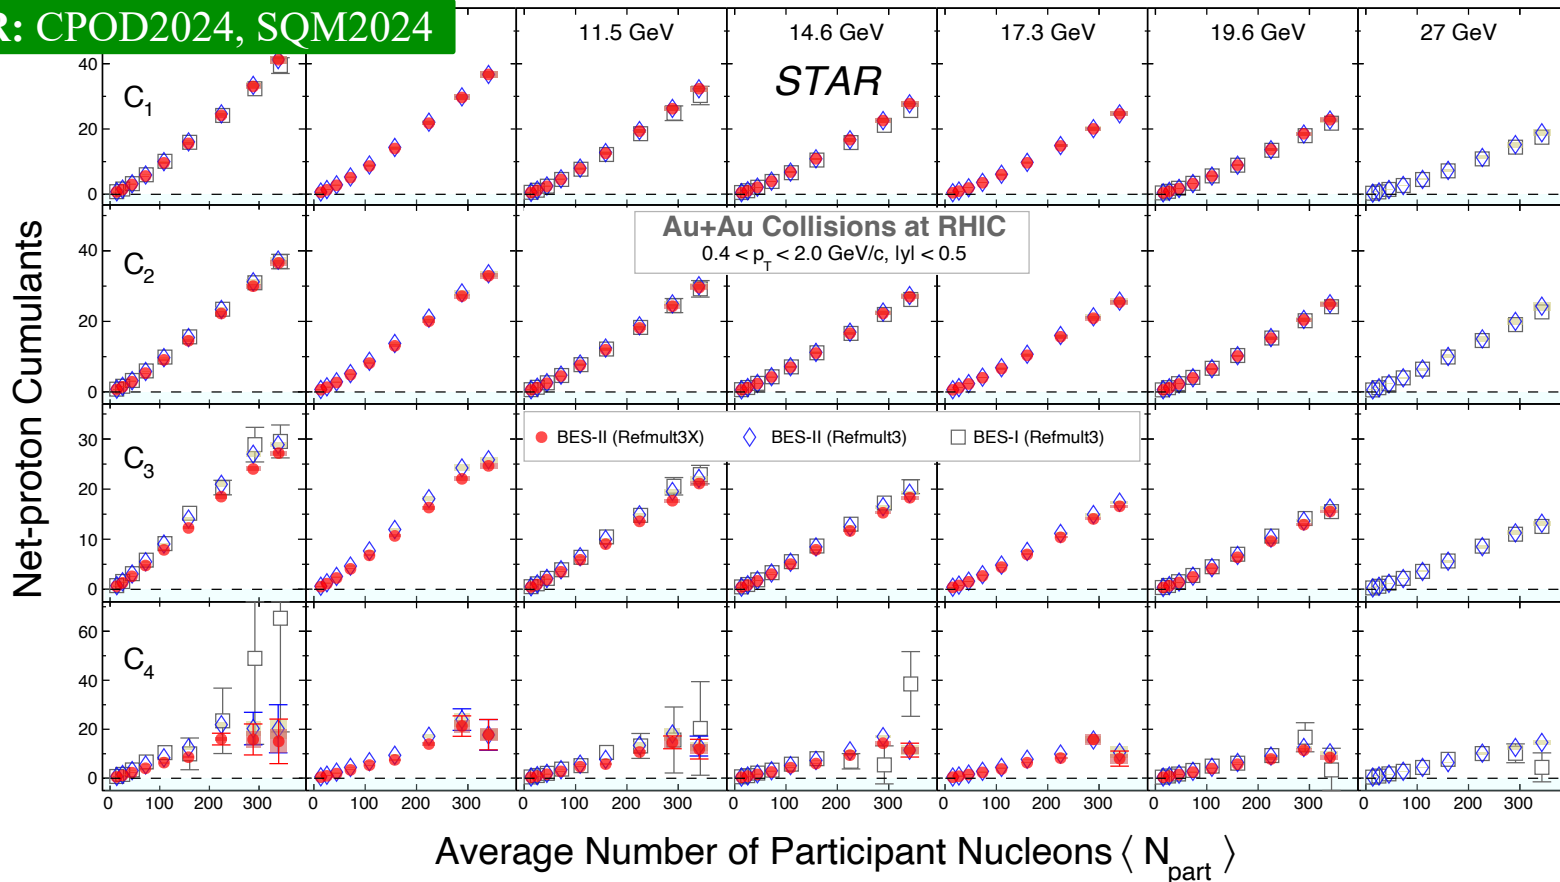 R: CPOD2024, SQM2024
11.5 GeV 14.6 GeV 17.3 GeV 19.6 GeV 27 GeV
STAR
C1
40
20
0
Au+Au Collisions at RHIC
0.4 < pT < 2.0 GeV/c, |y| < 0.5
C2
40
20
0
BES-II (Refmult3X) BES-II (Refmult3) BES-I (Refmult3)
C3
30
20
10
0
C4
60
40
20
0
0 100 200 300 0 100 200 300 0 100 200 300 0 100 200 300 0 100 200 300 0 100 200 300 0 100 200 300
Net-proton Cumulants
Average Number of Participant Nucleons ⟨ Npart ⟩